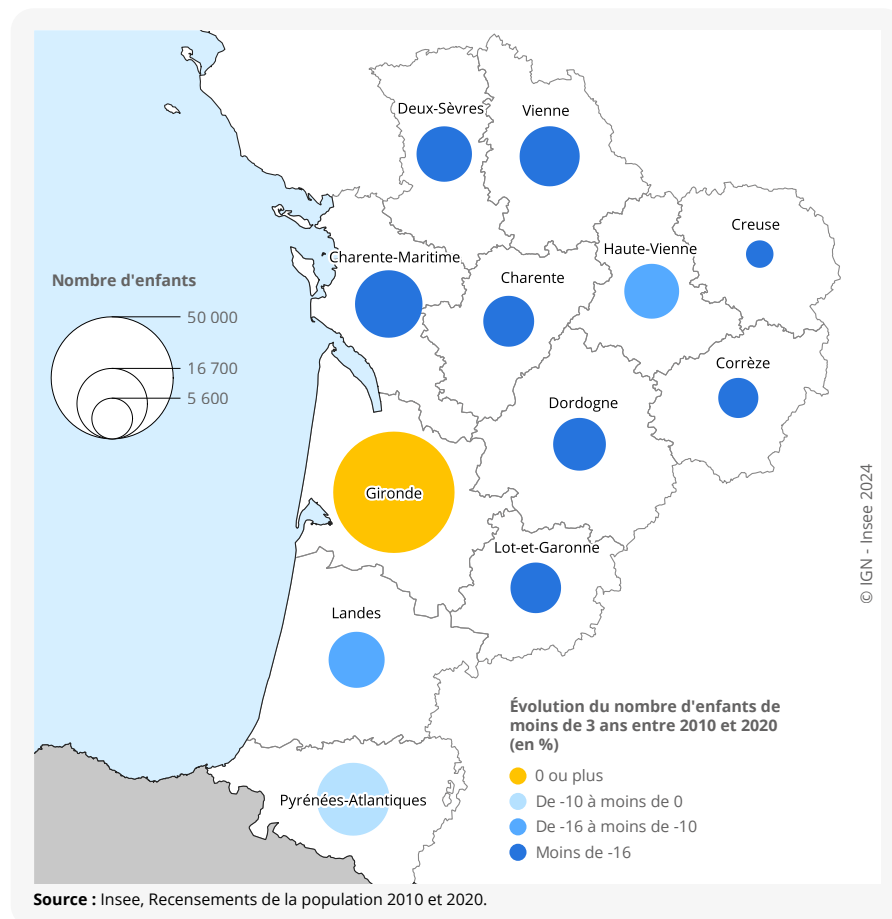 Deux-Sèvres
Vienne
Creuse
Haute-Vienne
Charente-Maritime
Charente
Nombre d'enfants
50 000
16 700
5 600
Corrèze
Dordogne
Gironde
Lot-et-Garonne
Landes
Pyrénées-Atlantiques
© IGN - Insee 2024
Évolution du nombre d'enfants de
moins de 3 ans entre 2010 et 2020
(en %)
0 ou plus
De -10 à moins de 0
De -16 à moins de -10
Moins de -16
Source : Insee, Recensements de la population 2010 et 2020.